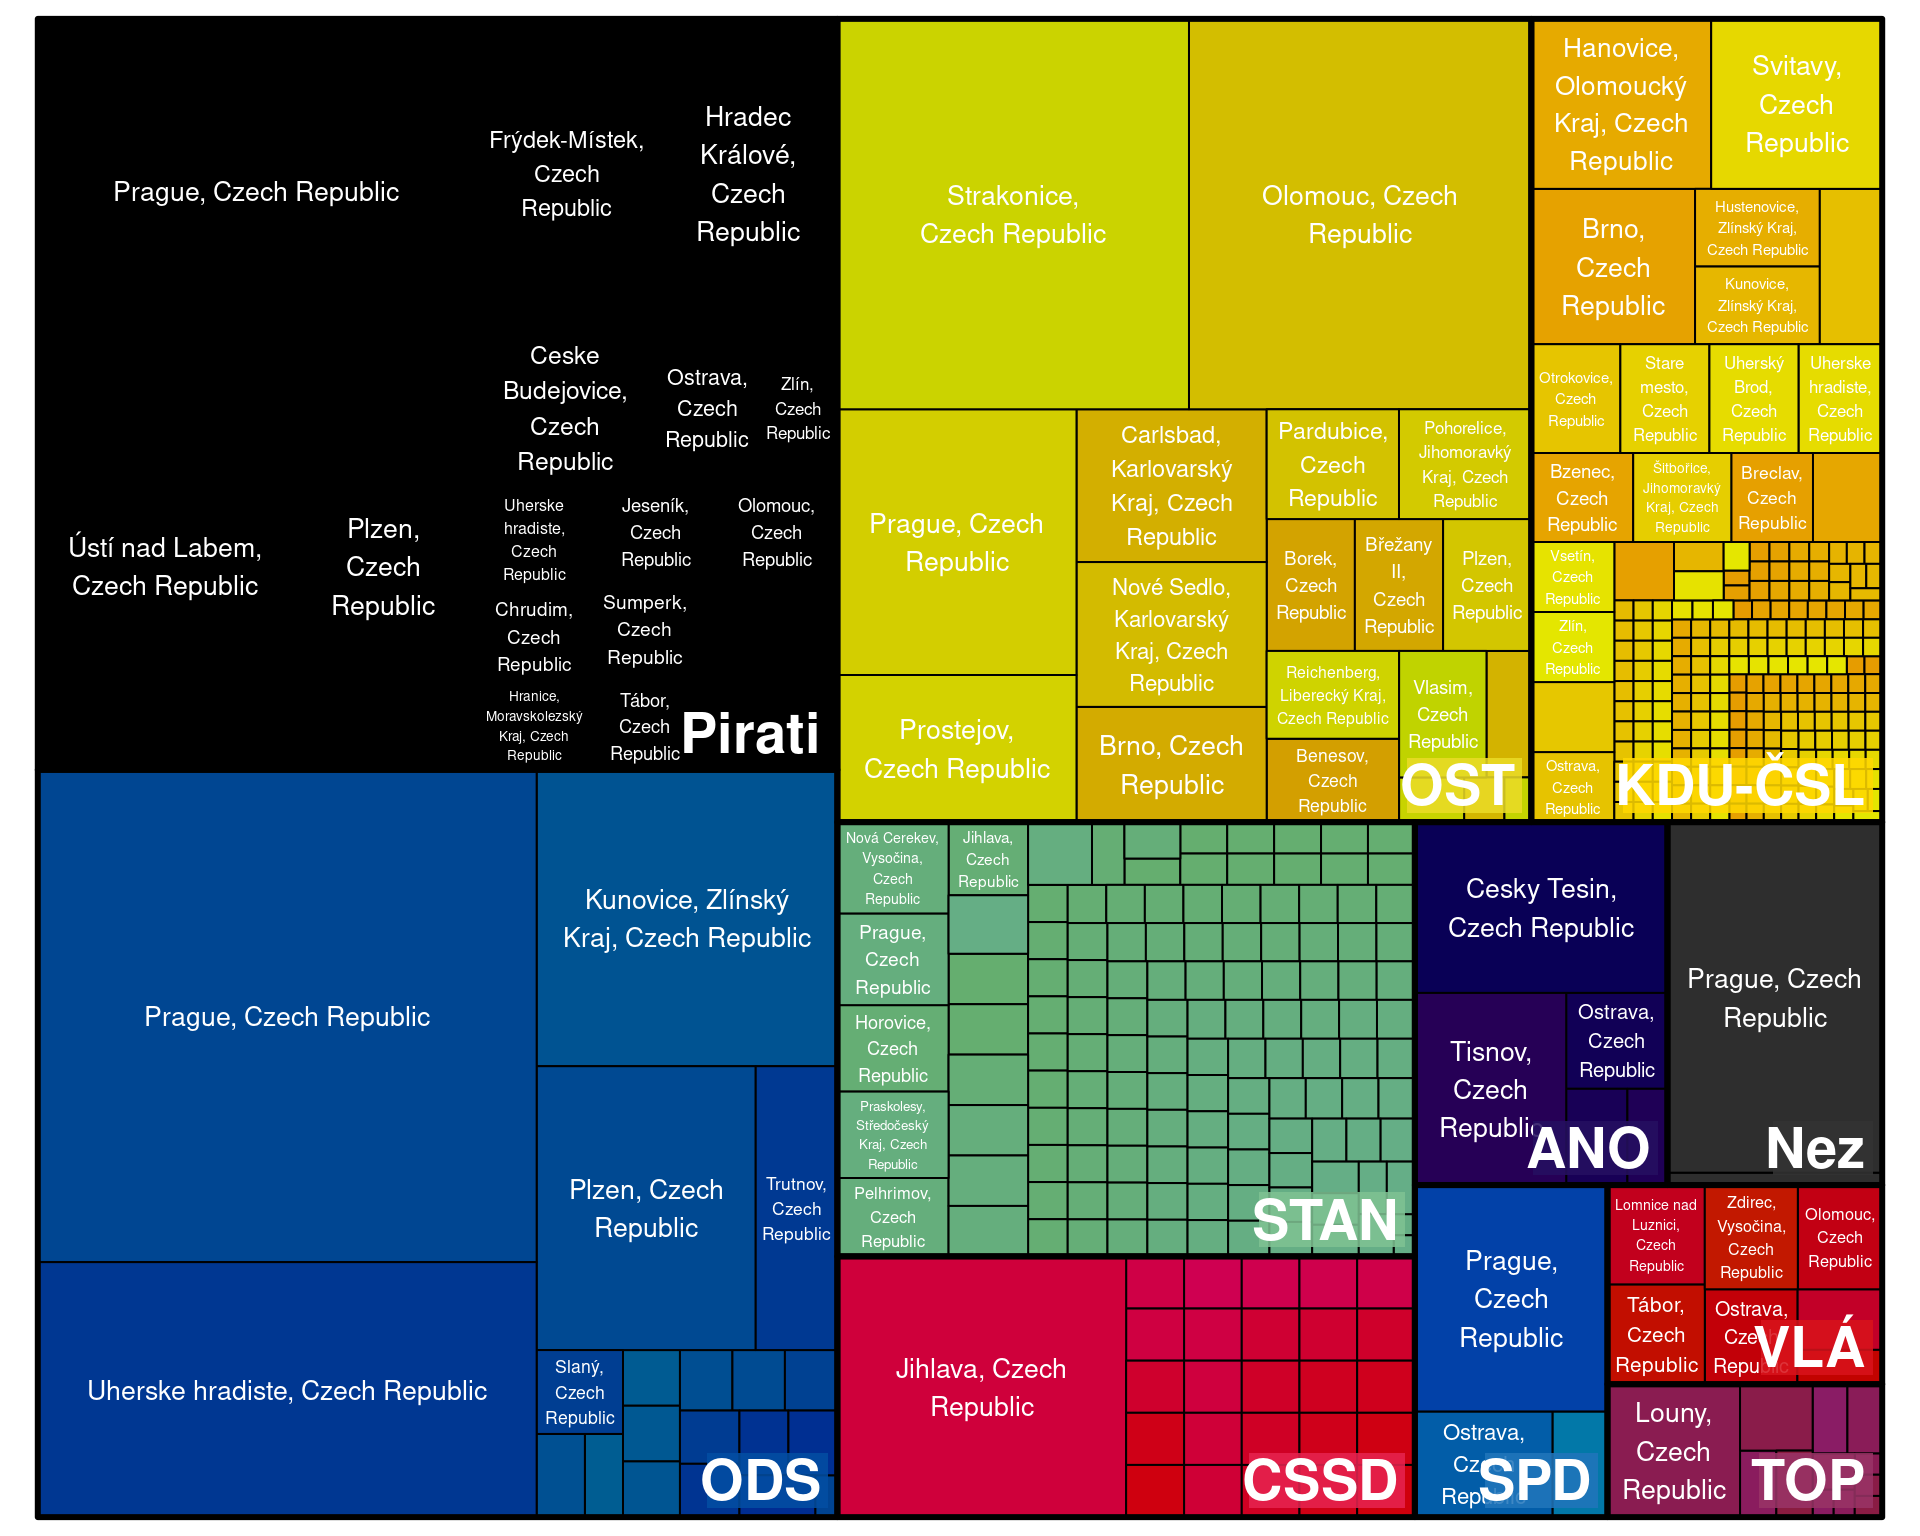 Prague, Czech Republic
Frýdek-Místek,
Czech
Republic
Hradec
Králové,
Czech
Republic
Ceske
Budejovice,
Czech
Republic
Ostrava,
Czech
Republic
Zlín,
Czech
Republic
Ústí nad Labem,
Czech Republic
Plzen,
Czech
Republic
Uherske
hradiste,
Czech
Republic
Jeseník,
Czech
Republic
Olomouc,
Czech
Republic
Chrudim,
Czech
Republic
Sumperk,
Czech
Republic
Hranice,
Moravskolezský
Kraj, Czech
Republic
Tábor,
Czech
Republic
Pirati
Prague, Czech Republic
Kunovice, Zlínský
Kraj, Czech Republic
Plzen, Czech
Republic
Trutnov,
Czech
Republic
Uherske hradiste, Czech Republic
Slaný,
Czech
Republic
ODS
Strakonice,
Czech Republic
Olomouc, Czech
Republic
Prague, Czech
Republic
Prostejov,
Czech Republic
Carlsbad,
Karlovarský
Kraj, Czech
Republic
Nové Sedlo,
Karlovarský
Kraj, Czech
Republic
Brno, Czech
Republic
Pardubice,
Czech
Republic
Pohorelice,
Jihomoravký
Kraj, Czech
Republic
Borek,
Czech
Republic
Břežany
II,
Czech
Republic
Plzen,
Czech
Republic
Reichenberg,
Liberecký Kraj,
Czech Republic
Benesov,
Czech
Republic
Vlasim,
Czech
Republic
OST
Hanovice,
Olomoucký
Kraj, Czech
Republic
Svitavy,
Czech
Republic
Brno,
Czech
Republic
Hustenovice,
Zlínský Kraj,
Czech Republic
Kunovice,
Zlínský Kraj,
Czech Republic
Otrokovice,
Czech
Republic
Stare
mesto,
Czech
Republic
Uherský
Brod,
Czech
Republic
Uherske
hradiste,
Czech
Republic
Bzenec,
Czech
Republic
Šitbořice,
Jihomoravký
Kraj, Czech
Republic
Breclav,
Czech
Republic
Vsetín,
Czech
Republic
Zlín,
Czech
Republic
Ostrava,
Czech
Republic
KDU-ČSL
Nová Cerekev,
Vysočina,
Czech
Republic
Jihlava,
Czech
Republic
Prague,
Czech
Republic
Horovice,
Czech
Republic
Praskolesy,
Středočeský
Kraj, Czech
Republic
Pelhrimov,
Czech
Republic
STAN
Jihlava, Czech
Republic
CSSD
Cesky Tesin,
Czech Republic
Tisnov,
Czech
Republic
Ostrava,
Czech
Republic
ANO
Prague, Czech
Republic
Nez
Prague,
Czech
Republic
Ostrava,
Czech
Republic
SPD
Lomnice nad
Luznici,
Czech
Republic
Zdirec,
Vysočina,
Czech
Republic
Olomouc,
Czech
Republic
Tábor,
Czech
Republic
Ostrava,
Czech
Republic
VLÁ
Louny,
Czech
Republic
TOP